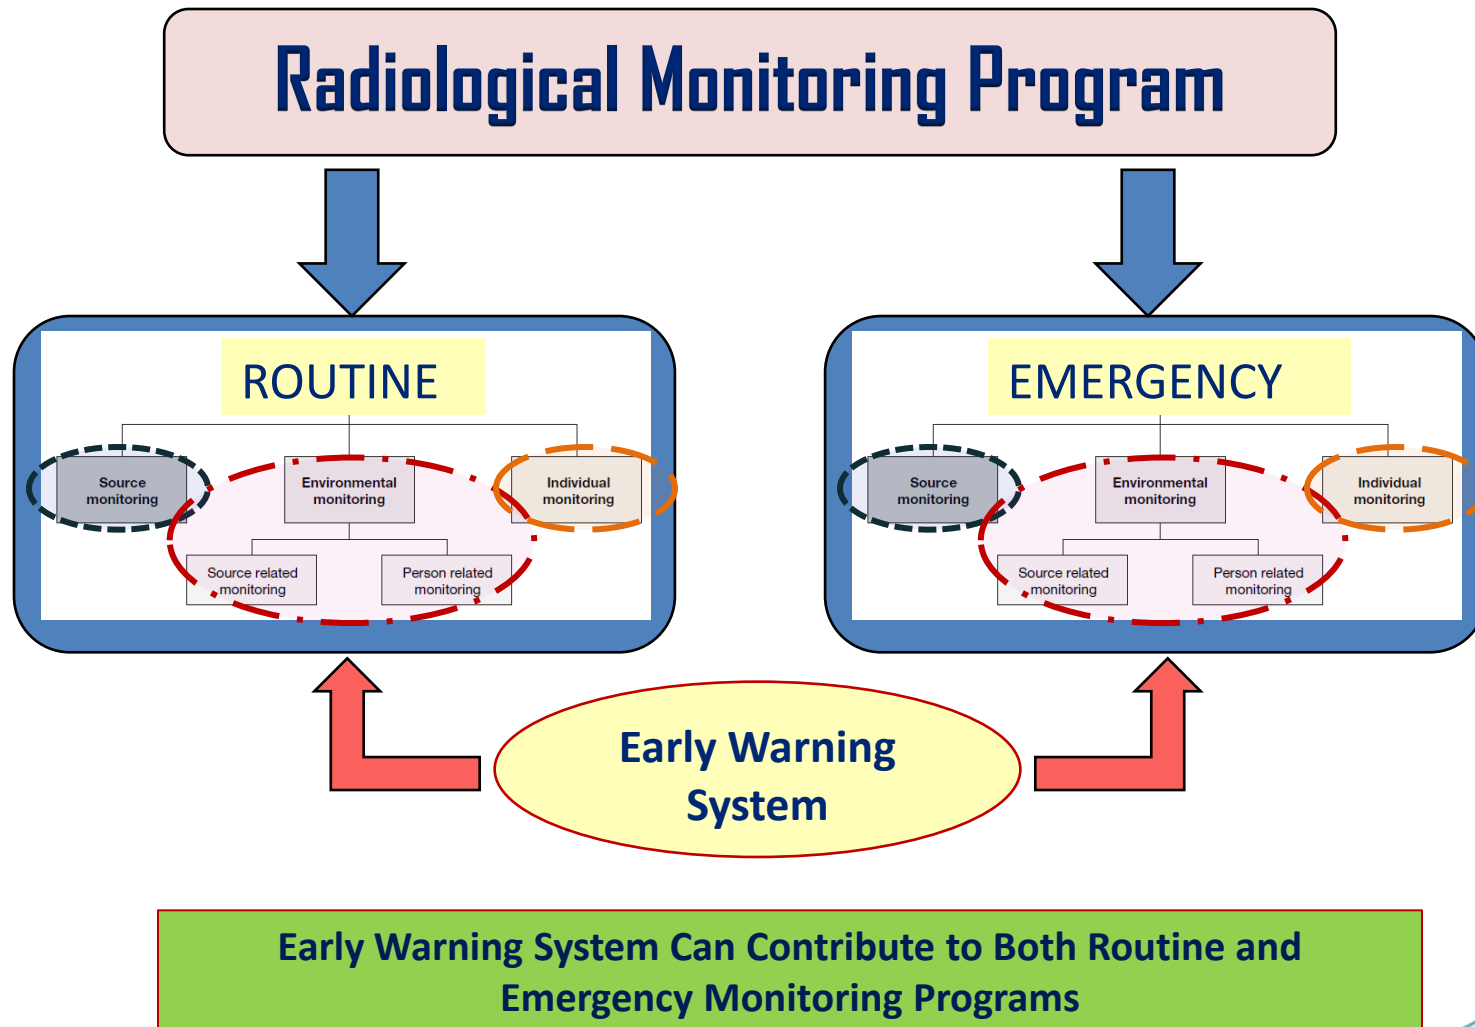 Radiological Monitoring Program
ROUTINE
Source
monitoring
Environmental
monitoring
Individual
monitoring
Source related
monitoring
Person related
monitoring
EMERGENCY
Source
monitoring
Environmental
monitoring
Individual
monitoring
Source related
monitoring
Person related
monitoring
Early Warning
System
Early Warning System Can Contribute to Both Routine and
Emergency Monitoring Programs